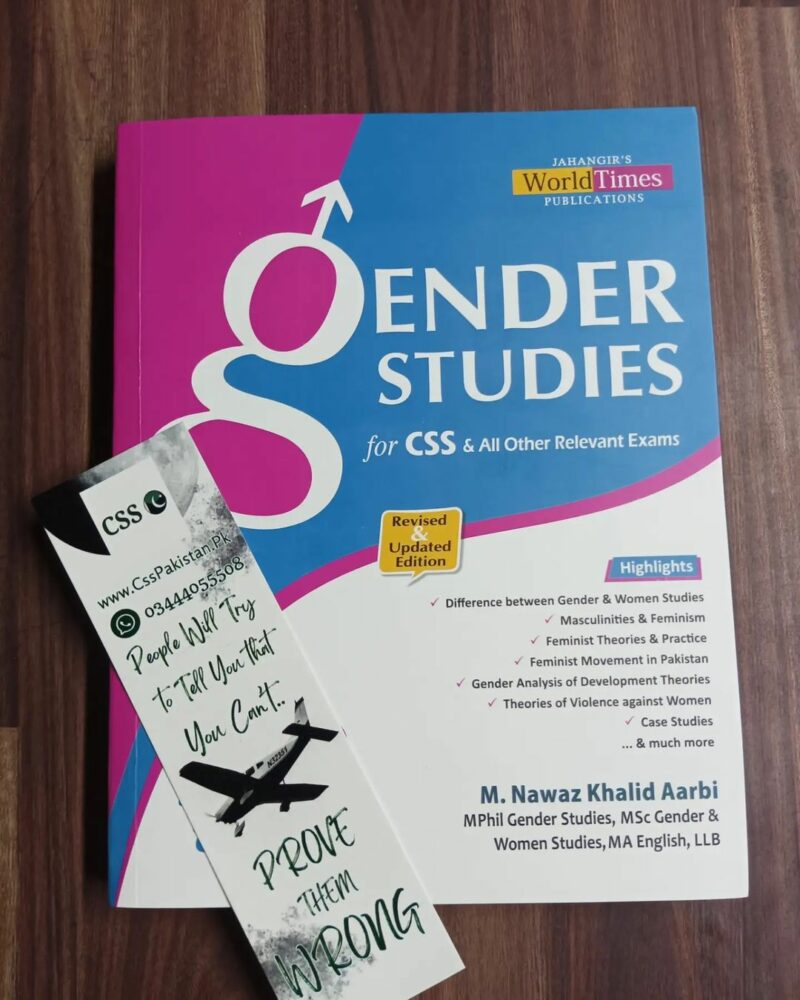 JAHANGIR'S
WorldTimes
PUBLICATIONS
gENDER
STUDIES
for CSS & All Other Relevant Exams
Revised
&
Updated
Edition
Highlights
✓ Difference between Gender & Women Studies
✓ Masculinities & Feminism
✓ Feminist Theories & Practice
✓ Feminist Movement in Pakistan
✓ Gender Analysis of Development Theories
✓ Theories of Violence against Women
✓ Case Studies
... & much more
M. Nawaz Khalid Aarbi
MPhil Gender Studies, MSc Gender &
Women Studies, MA English, LLB
CSS
www.CssPakistan.Pk
03444055508
People Will Try
to Tell You that
You Can't..
N32551
PROVE
THEM
WRONG